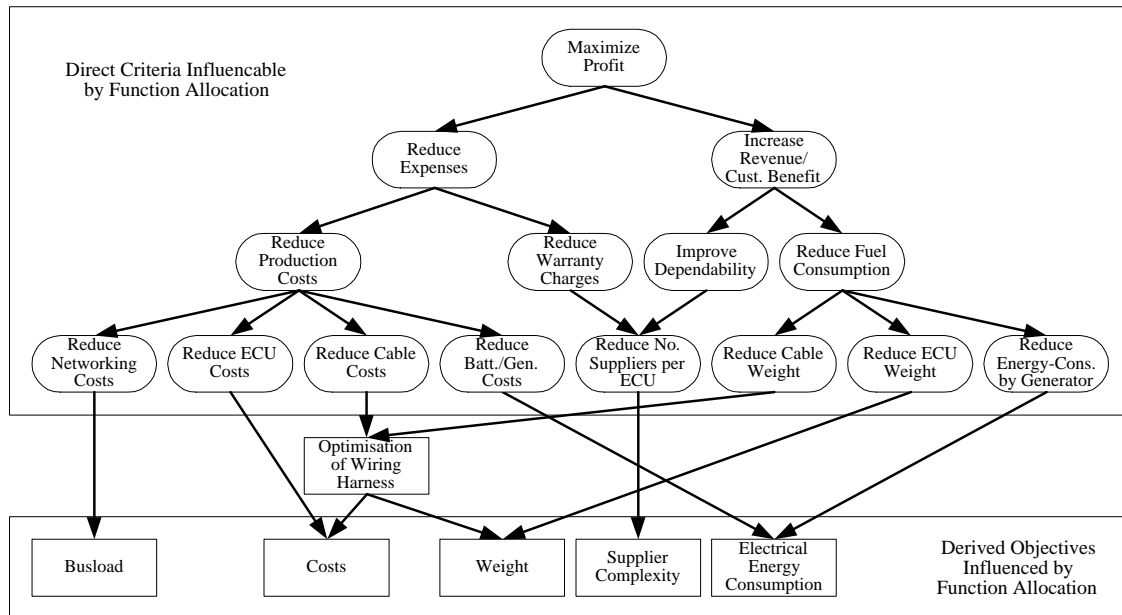 Maximize
Profit
Direct Criteria Influencable
by Function Allocation
Reduce
Expenses
Increase
Revenue/
Cust. Benefit
Reduce
Production
Costs
Reduce
Warranty
Charges
Improve
Dependability
Reduce Fuel
Consumption
Reduce
Networking
Costs
Reduce ECU
Costs
Reduce Cable
Costs
Reduce
Batt./Gen.
Costs
Reduce No.
Suppliers per
ECU
Reduce Cable
Weight
Reduce ECU
Weight
Reduce
Energy-Cons.
by Generator
Optimisation
of Wiring
Harness
Busload
Costs
Weight
Supplier
Complexity
Electrical
Energy
Consumption
Derived Objectives
Influenced by
Function Allocation